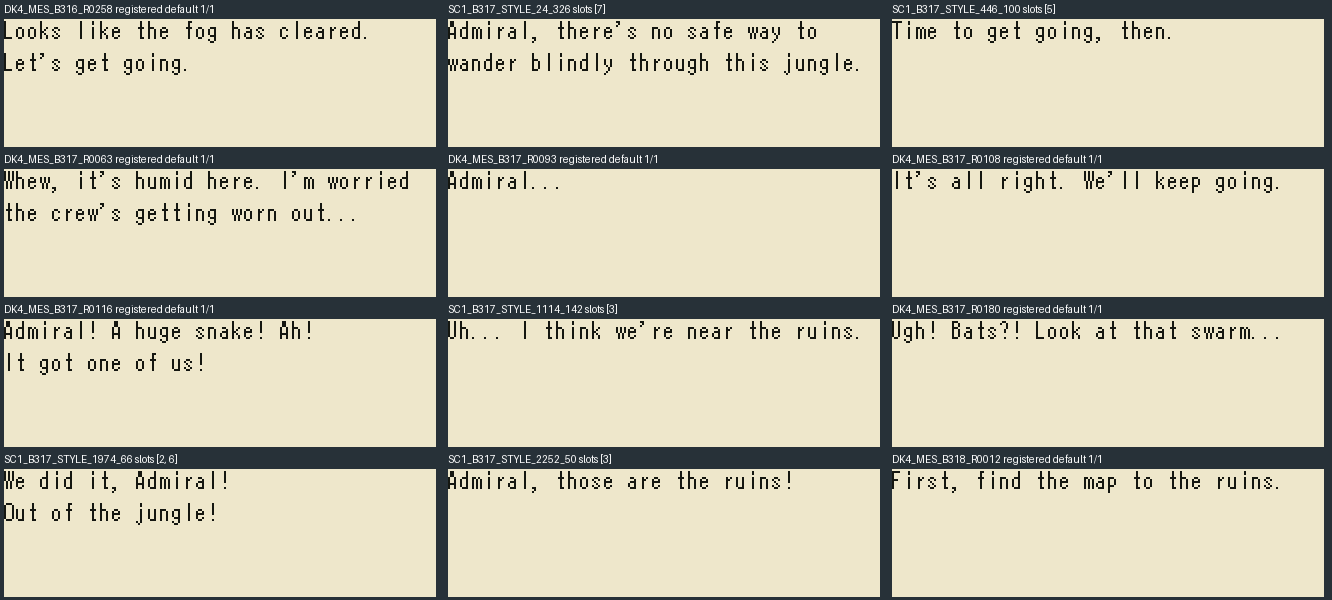 DK4_MES_B316_R0258 registered default 1/1
Looks like the fog has cleared.
Let's get going.
SC1_B317_STYLE_24_326 slots [7]
Admiral, there's no safe way to
wander blindly through this jungle.
SC1_B317_STYLE_446_100 slots [5]
Time to get going, then.
DK4_MES_B317_R0063 registered default 1/1
Whew, it's humid here. I'm worried
the crew's getting worn out...
DK4_MES_B317_R0093 registered default 1/1
Admiral...
DK4_MES_B317_R0108 registered default 1/1
It's all right. We'll keep going.
DK4_MES_B317_R0116 registered default 1/1
Admiral! A huge snake! Ah!
It got one of us!
SC1_B317_STYLE_1114_142 slots [3]
Uh... I think we're near the ruins.
DK4_MES_B317_R0180 registered default 1/1
Ugh! Bats?! Look at that swarm...
SC1_B317_STYLE_1974_66 slots [2, 6]
We did it, Admiral!
Out of the jungle!
SC1_B317_STYLE_2252_50 slots [3]
Admiral, those are the ruins!
DK4_MES_B318_R0012 registered default 1/1
First, find the map to the ruins.